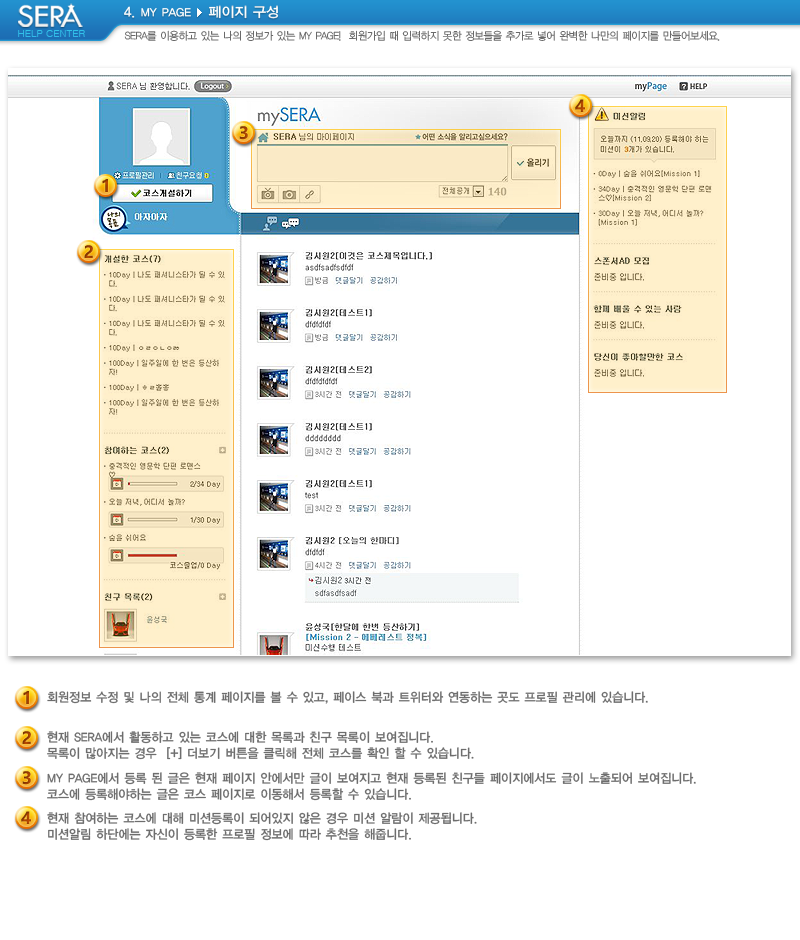 SERA
HELP CENTER
4. MY PAGE ▶ 페이지 구성
SERA를 이용하고 있는 나의 정보가 있는 MY PAGE! 회원가입 때 입력하지 못한 정보들을 추가로 넣어 완벽한 나만의 페이지를 만들어보세요.
SERA 님 환영합니다. Logout
myPage ? HELP
프로필관리 | 친구요청 0
1
코스개설하기
나의 모든
아자아자
2
개설한 코스(7)
· 10Day | 나도 패셔니스타가 될 수 있
다.
· 10Day | 나도 패셔니스타가 될 수 있
다.
· 10Day | 나도 패셔니스타가 될 수 있
다.
· 10Day | ㅇㄹㅇㄴㅇㅉ
· 100Day | 일주일에 한 번은 등산하
자!
· 100Day | ㅎㄹ홀홍
· 100Day | 일주일에 한 번은 등산하
자!
참여하는 코스(2)
· 충격적인 영문학 단편 로맨스
♡
2/34 Day
· 오늘 저녁, 어디서 놀까?
1/30 Day
· 숨을 쉬어요
코스졸업/0 Day
친구 목록(2)
윤성국
mySERA
3
SERA 님의 마이페이지
★ 어떤 소식을 알리고싶으세요?
올리기
전체공개 140
김시원2[이것은 코스제목입니다.]
asdfsadfsdfdf
방금 댓글달기 공감하기
김시원2[테스트1]
dfdfdfdf
방금 댓글달기 공감하기
김시원2[테스트2]
dfdfdfdfdf
3시간 전 댓글달기 공감하기
김시원2[테스트1]
dddddddd
3시간 전 댓글달기 공감하기
김시원2[테스트1]
test
3시간 전 댓글달기 공감하기
김시원2 [오늘의 한마디]
dfdfdf
4시간 전 댓글달기 공감하기
김시원2 3시간 전
sdfasdfsadf
윤성국[한달에 한번 등산하기]
[Mission 2 - 에베레스트 정복]
미션수행 테스트
4
미션알림
오늘까지 (11.09.20) 등록해야 하는
미션이 3개가 있습니다.
· 0Day | 숨을 쉬어요[Mission 1]
· 34Day | 충격적인 영문학 단편 로맨
스♡[Mission 2]
· 30Day | 오늘 저녁, 어디서 놀까?
[Mission 1]
스폰서AD 모집
준비중 입니다.
함께 배울 수 있는 사람
준비중 입니다.
당신이 좋아할만한 코스
준비중 입니다.
1 회원정보 수정 및 나의 전체 통계 페이지를 볼 수 있고, 페이스 북과 트위터와 연동하는 곳도 프로필 관리에 있습니다.
2 현재 SERA에서 활동하고 있는 코스에 대한 목록과 친구 목록이 보여집니다.
목록이 많아지는 경우 [+] 더보기 버튼을 클릭해 전체 코스를 확인 할 수 있습니다.
3 MY PAGE에서 등록 된 글은 현재 페이지 안에서만 글이 보여지고 현재 등록된 친구들 페이지에서도 글이 노출되어 보여집니다.
코스에 등록해야하는 글은 코스 페이지로 이동해서 등록할 수 있습니다.
4 현재 참여하는 코스에 대해 미션등록이 되어있지 않은 경우 미션 알람이 제공됩니다.
미션알림 하단에는 자신이 등록한 프로필 정보에 따라 추천을 해줍니다.